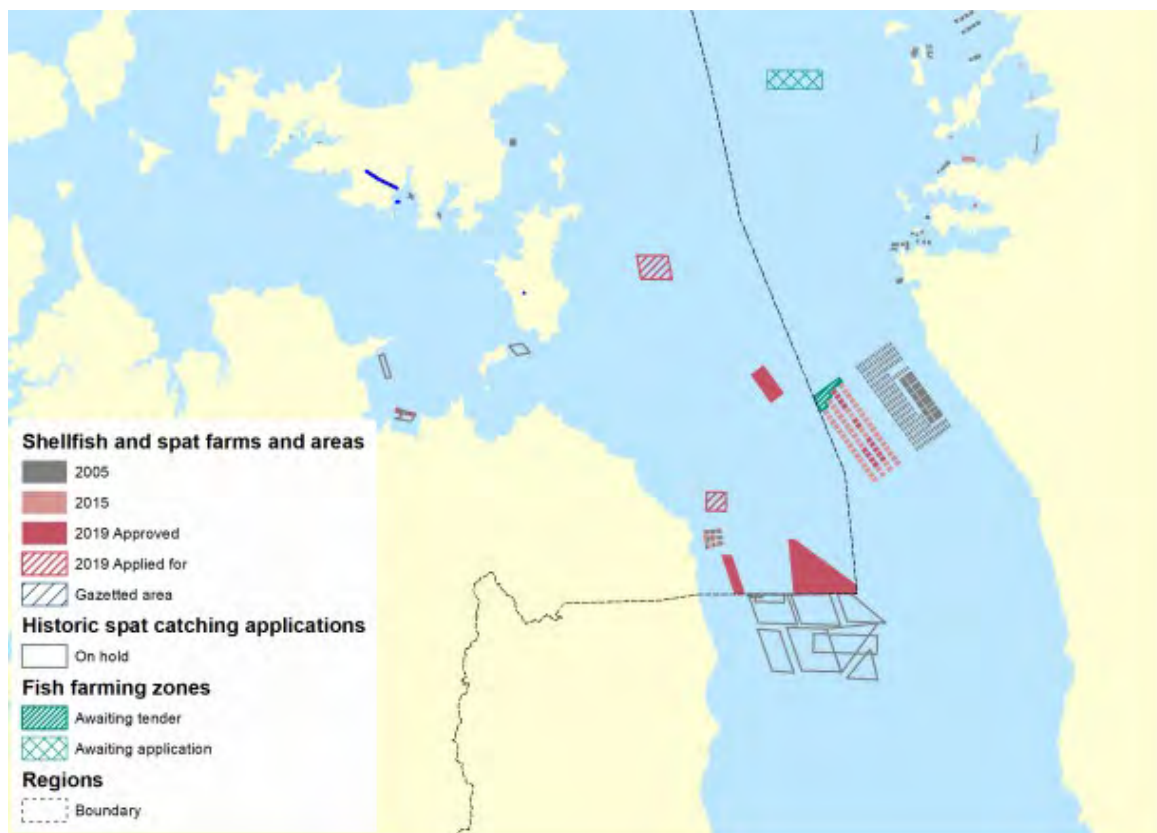 Shellfish and spat farms and areas
2005
2015
2019 Approved
2019 Applied for
Gazetted area
Historic spat catching applications
On hold
Fish farming zones
Awaiting tender
Awaiting application
Regions
Boundary